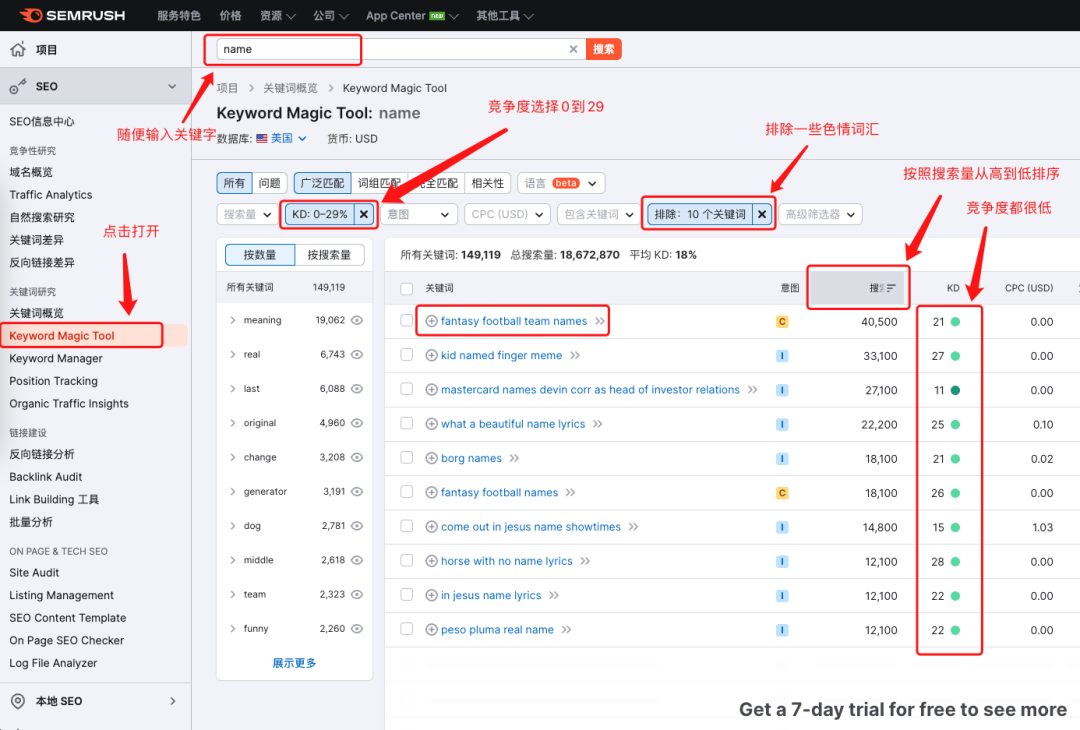 SEMRUSH 服务特色 价格 资源 公司 App Center new 其他工具
项目
name × 搜索
SEO
项目 > 关键词概览 > Keyword Magic Tool
竞争度选择0到29
Keyword Magic Tool: name
随便输入关键字
数据库: 美国 货币: USD
排除一些色情词汇
按照搜索量从高到低排序
竞争度都很低
点击打开
SEO信息中心
竞争性研究
域名概览
Traffic Analytics
自然搜索研究
关键词差异
反向链接差异
关键词研究
关键词概览
Keyword Magic Tool
Keyword Manager
Position Tracking
Organic Traffic Insights
链接建设
反向链接分析
Backlink Audit
Link Building 工具
批量分析
ON PAGE & TECH SEO
Site Audit
Listing Management
SEO Content Template
On Page SEO Checker
Log File Analyzer
本地 SEO
所有 问题 广泛匹配 词组匹配 完全匹配 相关性 语言 beta
搜索量 KD: 0–29% × 意图 CPC (USD) 包含关键词 排除: 10 个关键词 × 高级筛选器
按数量 按搜索量
所有关键词 149,119
meaning 19,062
real 6,743
last 6,088
original 4,960
change 3,208
generator 3,191
dog 2,781
middle 2,618
team 2,323
funny 2,260
展示更多
所有关键词: 149,119 总搜索量: 18,672,870 平均 KD: 18%
关键词 意图 搜 KD CPC (USD)
fantasy football team names C 40,500 21 0.00
kid named finger meme I 33,100 27 0.00
mastercard names devin corr as head of investor relations I 27,100 11 0.00
what a beautiful name lyrics I 22,200 25 0.10
borg names I 18,100 21 0.02
fantasy football names C 18,100 26 0.00
come out in jesus name showtimes I 14,800 15 1.03
horse with no name lyrics I 12,100 28 0.00
in jesus name lyrics I 12,100 22 0.00
peso pluma real name I 12,100 22 0.00
Get a 7-day trial for free to see more